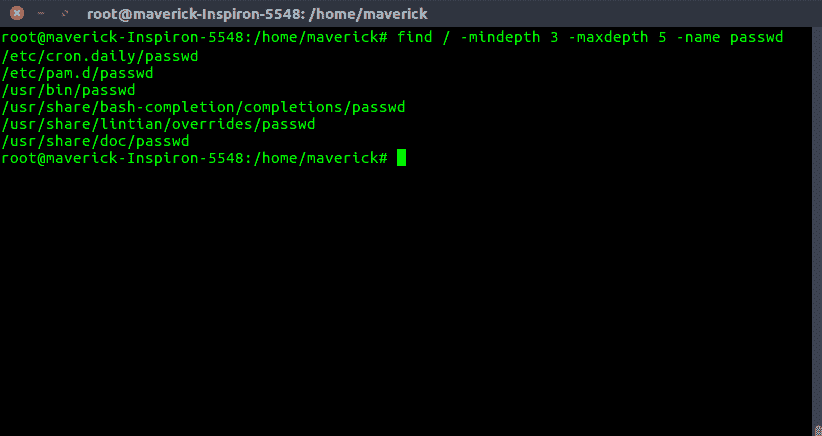 root@maverick-Inspiron-5548: /home/maverick
root@maverick-Inspiron-5548:/home/maverick# find / -mindepth 3 -maxdepth 5 -name passwd
/etc/cron.daily/passwd
/etc/pam.d/passwd
/usr/bin/passwd
/usr/share/bash-completion/completions/passwd
/usr/share/lintian/overrides/passwd
/usr/share/doc/passwd
root@maverick-Inspiron-5548:/home/maverick#